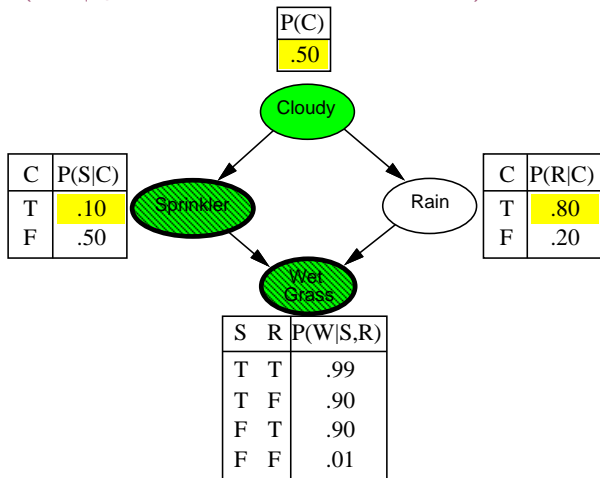 P(C)
.50
Cloudy
C P(S|C)
T .10
F .50
Sprinkler
Rain
C P(R|C)
T .80
F .20
Wet
Grass
S R P(W|S,R)
T T .99
T F .90
F T .90
F F .01